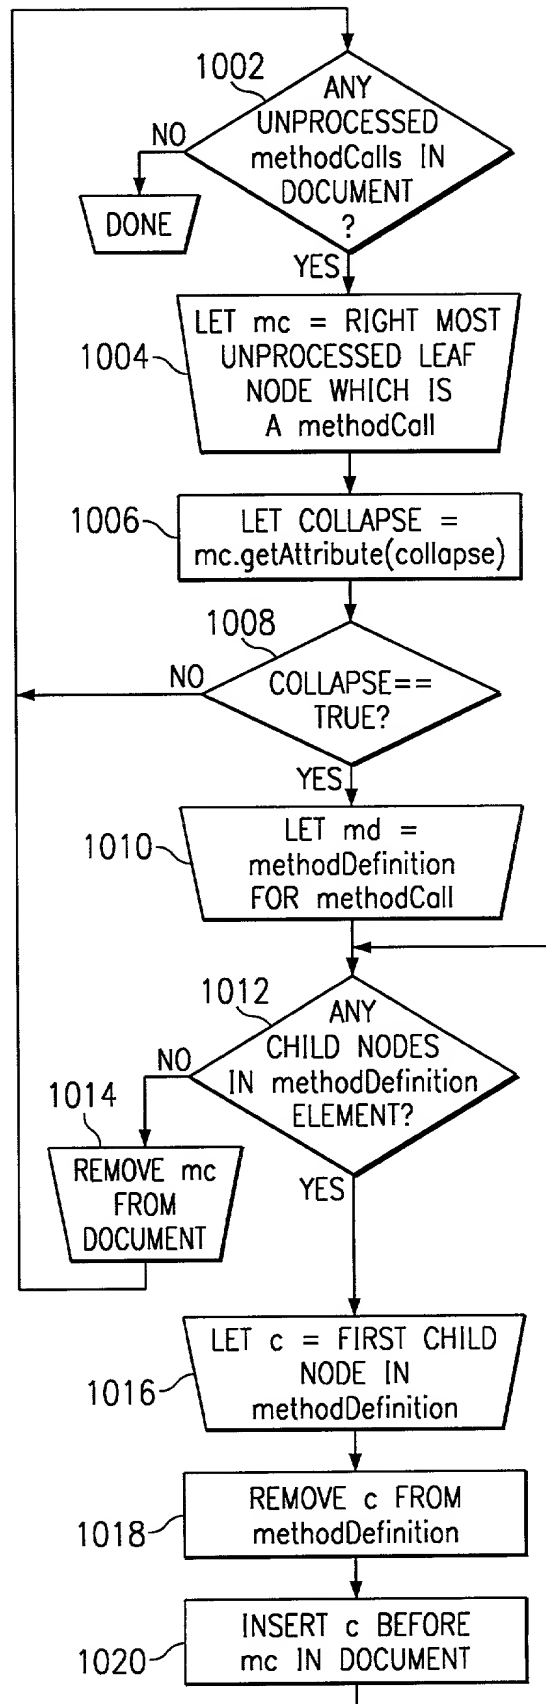 1002
ANY
UNPROCESSED
methodCalls IN
DOCUMENT
?
NO
DONE
YES
LET mc = RIGHT MOST
UNPROCESSED LEAF
NODE WHICH IS
A methodCall
1004
LET COLLAPSE =
mc.getAttribute(collapse)
1006
1008
COLLAPSE==
TRUE?
NO
YES
LET md =
methodDefinition
FOR methodCall
1010
1012
ANY
CHILD NODES
IN methodDefinition
ELEMENT?
NO
1014
REMOVE mc
FROM
DOCUMENT
YES
LET c = FIRST CHILD
NODE IN
methodDefinition
1016
REMOVE c FROM
methodDefinition
1018
INSERT c BEFORE
mc IN DOCUMENT
1020